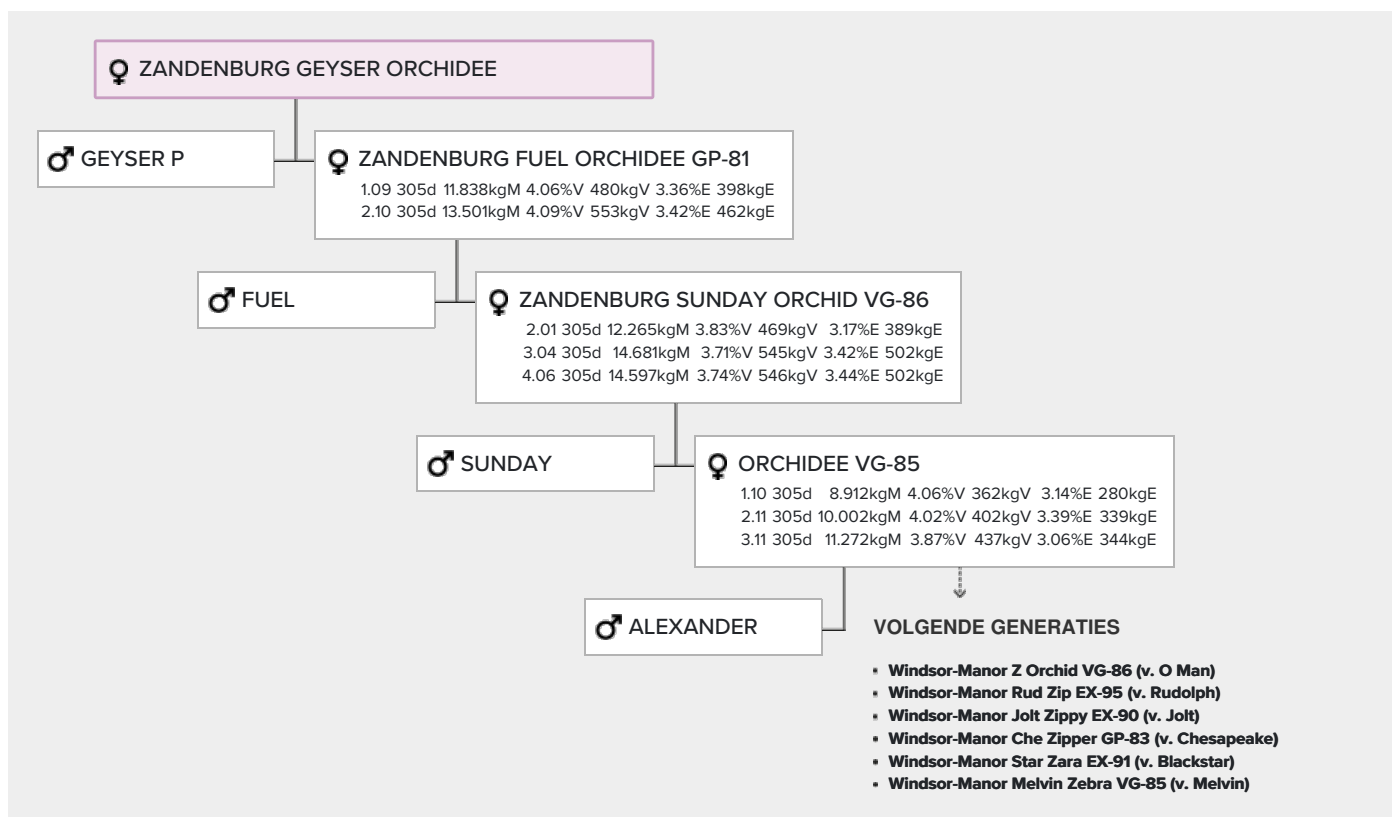 ZANDENBURG GEYSER ORCHIDEE
GEYSER P
ZANDENBURG FUEL ORCHIDEE GP-81
1.09 305d 11.838kgM 4.06%V 480kgV 3.36%E 398kgE
2.10 305d 13.501kgM 4.09%V 553kgV 3.42%E 462kgE
FUEL
ZANDENBURG SUNDAY ORCHID VG-86
2.01 305d 12.265kgM 3.83%V 469kgV 3.17%E 389kgE
3.04 305d 14.681kgM 3.71%V 545kgV 3.42%E 502kgE
4.06 305d 14.597kgM 3.74%V 546kgV 3.44%E 502kgE
SUNDAY
ORCHIDEE VG-85
1.10 305d 8.912kgM 4.06%V 362kgV 3.14%E 280kgE
2.11 305d 10.002kgM 4.02%V 402kgV 3.39%E 339kgE
3.11 305d 11.272kgM 3.87%V 437kgV 3.06%E 344kgE
ALEXANDER
VOLGENDE GENERATIES
• Windsor-Manor Z Orchid VG-86 (v. O Man)
• Windsor-Manor Rud Zip EX-95 (v. Rudolph)
• Windsor-Manor Jolt Zippy EX-90 (v. Jolt)
• Windsor-Manor Che Zipper GP-83 (v. Chesapeake)
• Windsor-Manor Star Zara EX-91 (v. Blackstar)
• Windsor-Manor Melvin Zebra VG-85 (v. Melvin)